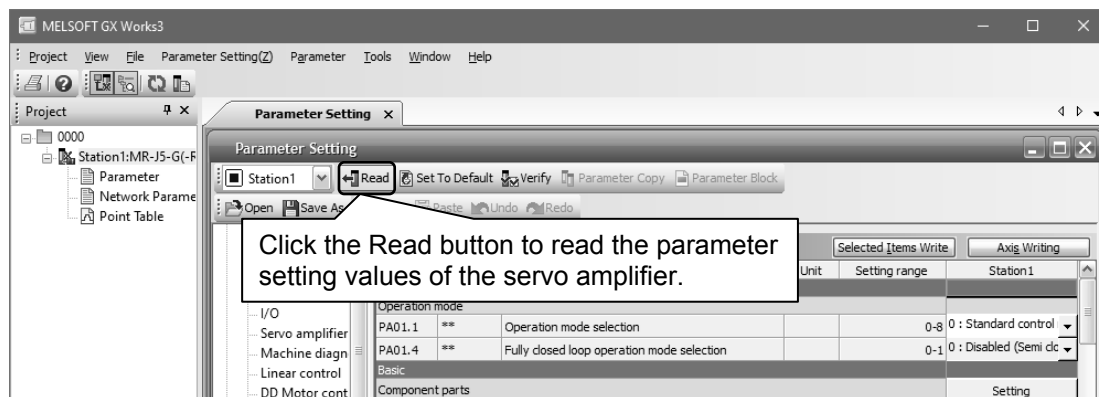 MELSOFT GX Works3
Project View File Parameter Setting(Z) Parameter Tools Window Help
Project
Parameter Setting
0000
Station1:MR-J5-G(-R
Parameter
Network Parame
Point Table
Parameter Setting
Station1 Read Set To Default Verify Parameter Copy Parameter Block
Open Save As Paste Undo Redo
Click the Read button to read the parameter
setting values of the servo amplifier.
Selected Items Write Axis Writing
Unit Setting range Station1
I/O
Servo amplifier
Machine diagn
Linear control
DD Motor cont
Operation mode
PA01.1 ** Operation mode selection 0-8 0 : Standard control
PA01.4 ** Fully closed loop operation mode selection 0-1 0 : Disabled (Semi clo
Basic
Component parts Setting